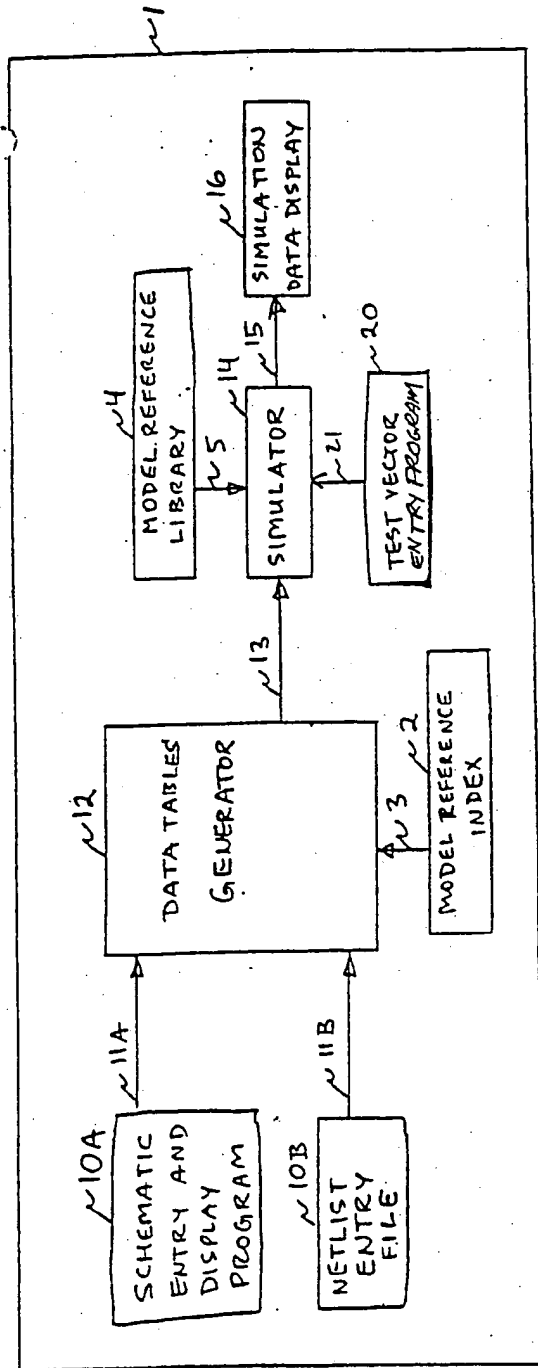 1
10A
SCHEMATIC
ENTRY AND
DISPLAY
PROGRAM
11A
10B
NETLIST
ENTRY
FILE
11B
12
DATA TABLES
GENERATOR
3
2
MODEL REFERENCE
INDEX
13
4
MODEL REFERENCE
LIBRARY
5
14
SIMULATOR
15
16
SIMULATION
DATA DISPLAY
21
20
TEST VECTOR
ENTRY PROGRAM